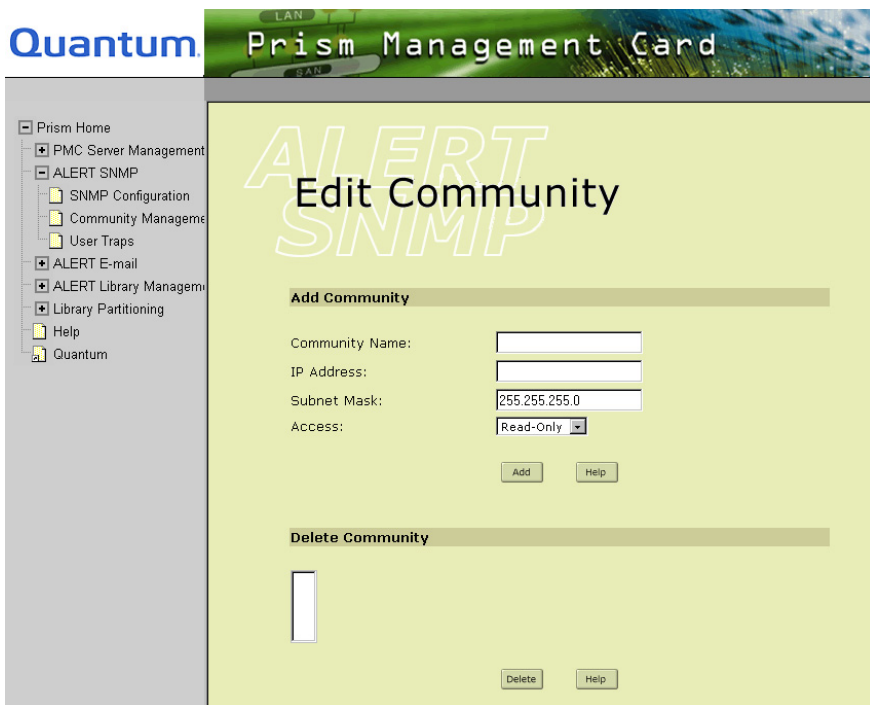 LAN
Quantum.
Prism Management Card
SAN
Prism Home
PMC Server Management
ALERT SNMP
SNMP Configuration
Community Manageme
User Traps
ALERT E-mail
ALERT Library Managem
Library Partitioning
Help
Quantum
ALERT
SNMP
Edit Community
Add Community
Community Name:
IP Address:
Subnet Mask: 255.255.255.0
Access: Read-Only
Add Help
Delete Community
Delete Help